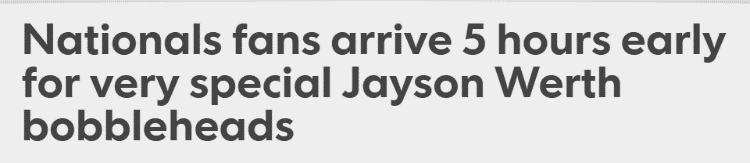 Nationals fans arrive 5 hours early
for very special Jayson Werth
bobbleheads